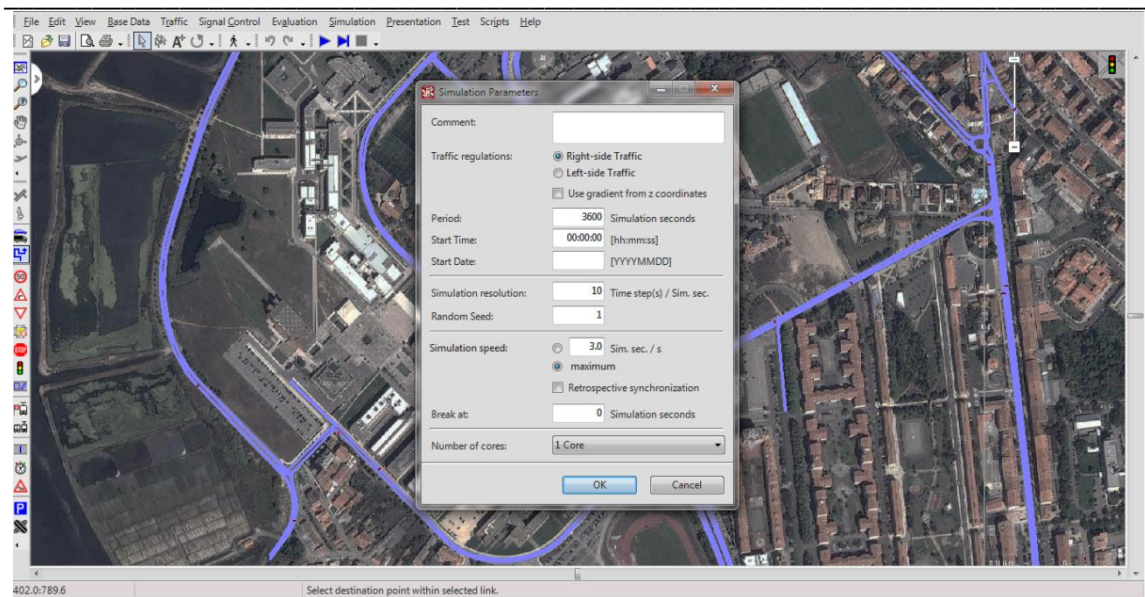 File Edit View Base Data Traffic Signal Control Evaluation Simulation Presentation Test Scripts Help
Simulation Parameters
Comment:
Traffic regulations: Right-side Traffic
Left-side Traffic
Use gradient from z coordinates
Period: 3600 Simulation seconds
Start Time: 00:00:00 [hh:mm:ss]
Start Date: [YYYYMMDD]
Simulation resolution: 10 Time step(s) / Sim. sec.
Random Seed: 1
Simulation speed: 3.0 Sim. sec. / s
maximum
Retrospective synchronization
Break at: 0 Simulation seconds
Number of cores: 1 Core
OK Cancel
STOP
P
402.0:789.6 Select destination point within selected link.